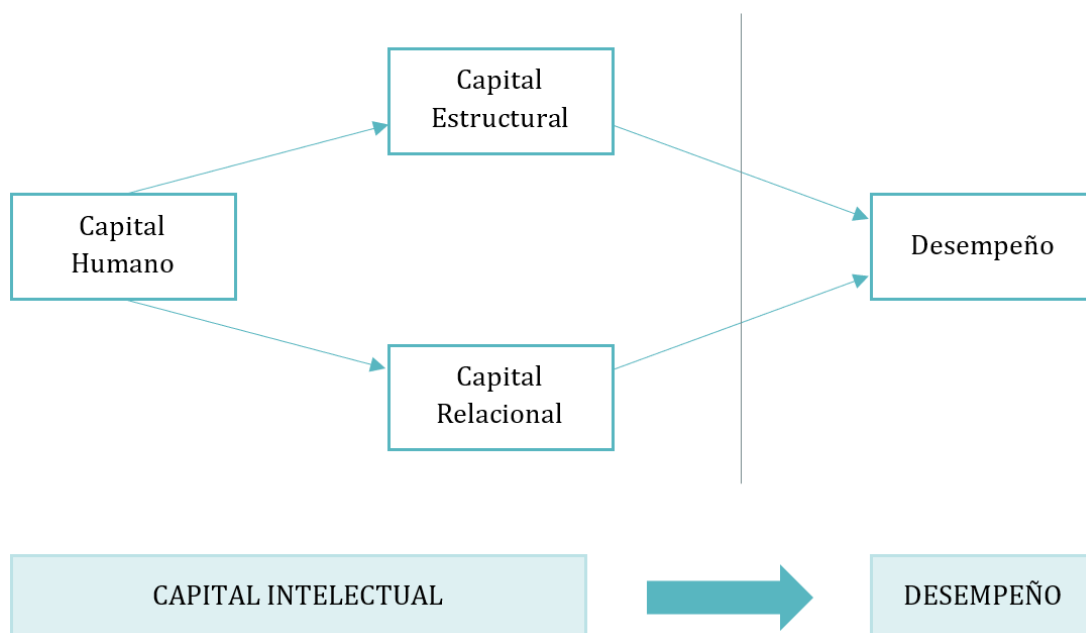 Capital
Estructural
Capital
Humano
Desempeño
Capital
Relacional
CAPITAL INTELECTUAL
DESEMPEÑO